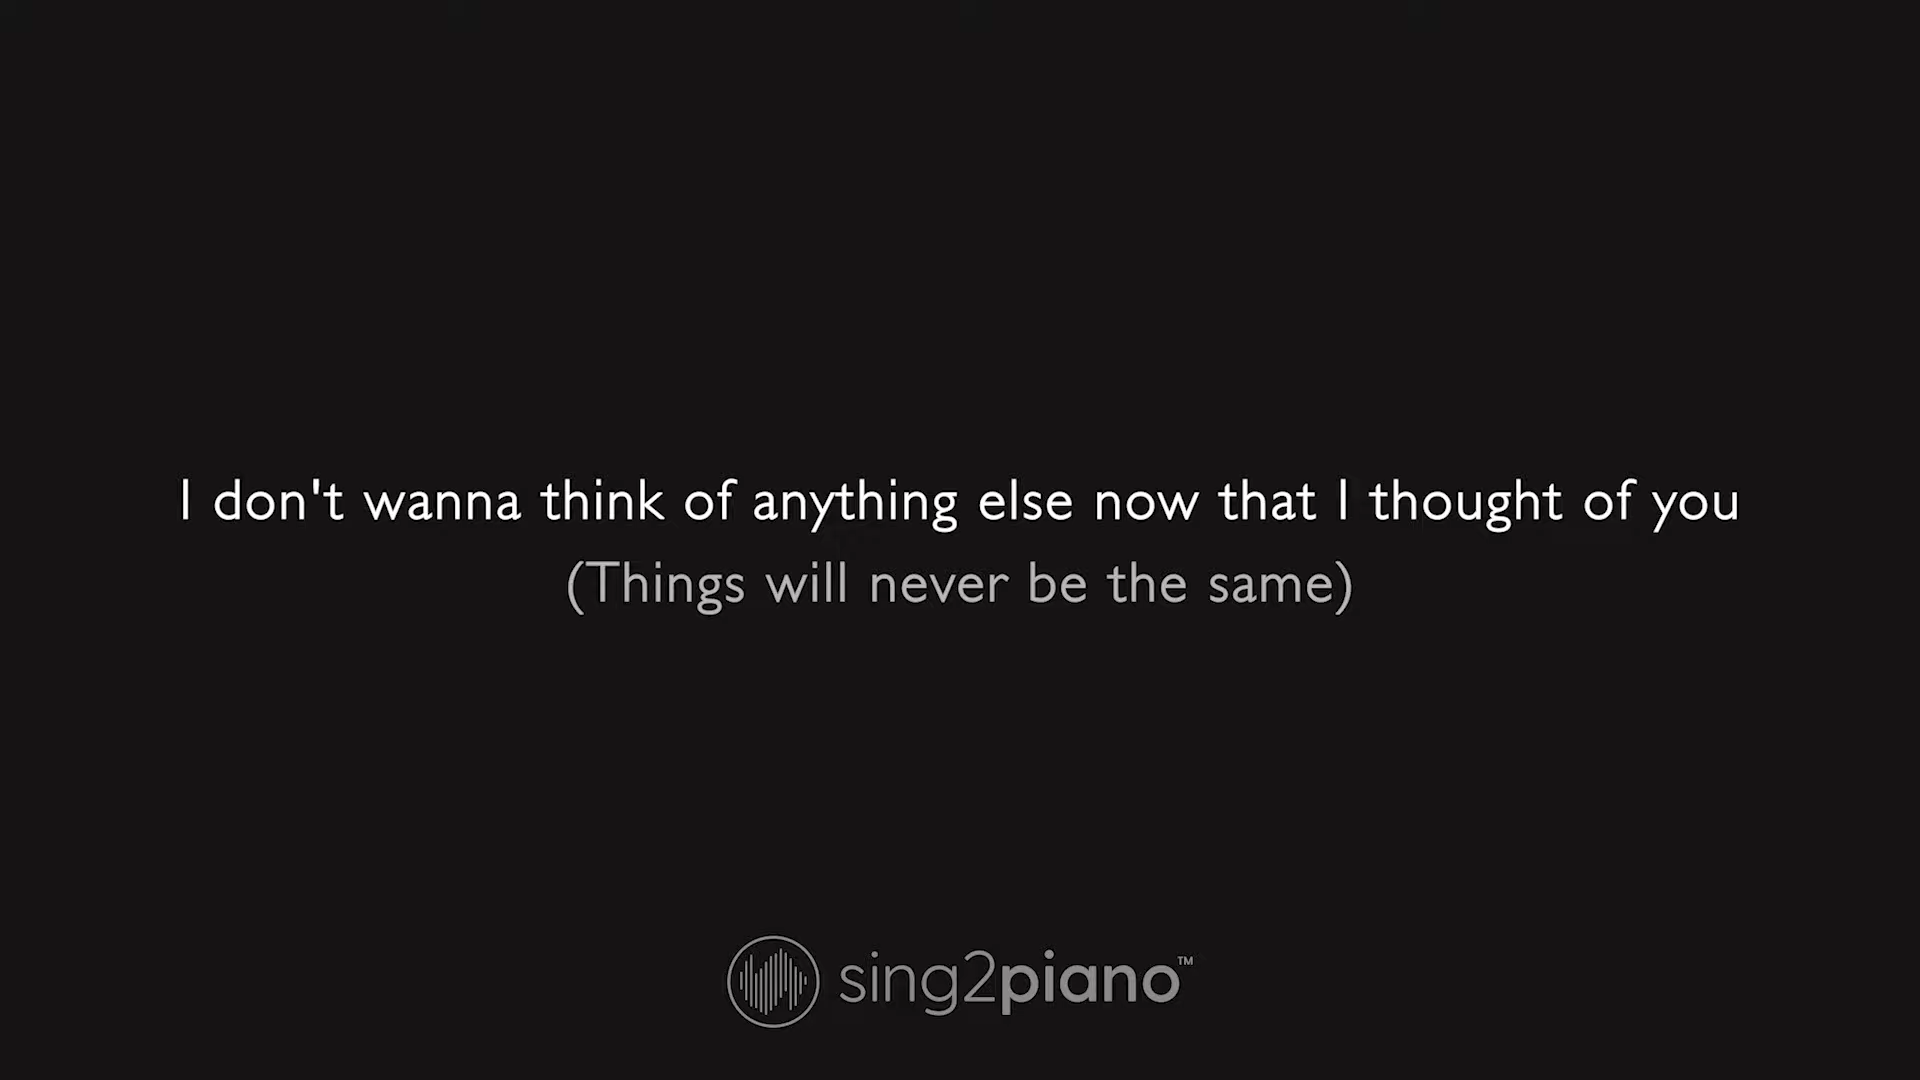 I don't wanna think of anything else now that I thought of you
(Things will never be the same)
sing2piano™